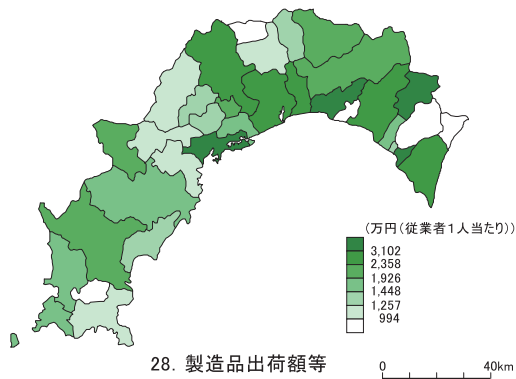 (万円(従業者1人当たり))
3,102
2,358
1,926
1,448
1,257
994
28. 製造品出荷額等
0 40km